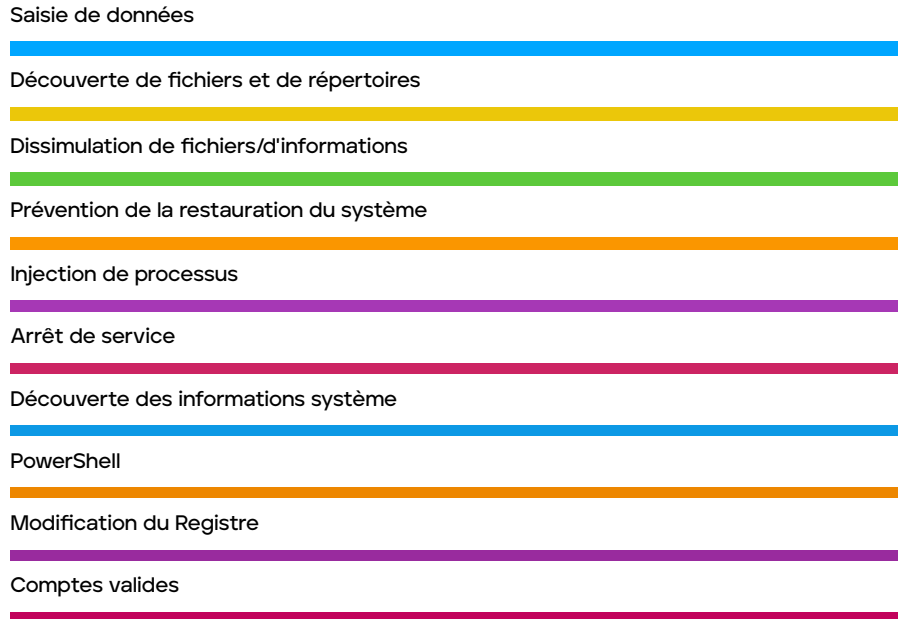 Saisie de données
Découverte de fichiers et de répertoires
Dissimulation de fichiers/d'informations
Prévention de la restauration du système
Injection de processus
Arrêt de service
Découverte des informations système
PowerShell
Modification du Registre
Comptes valides